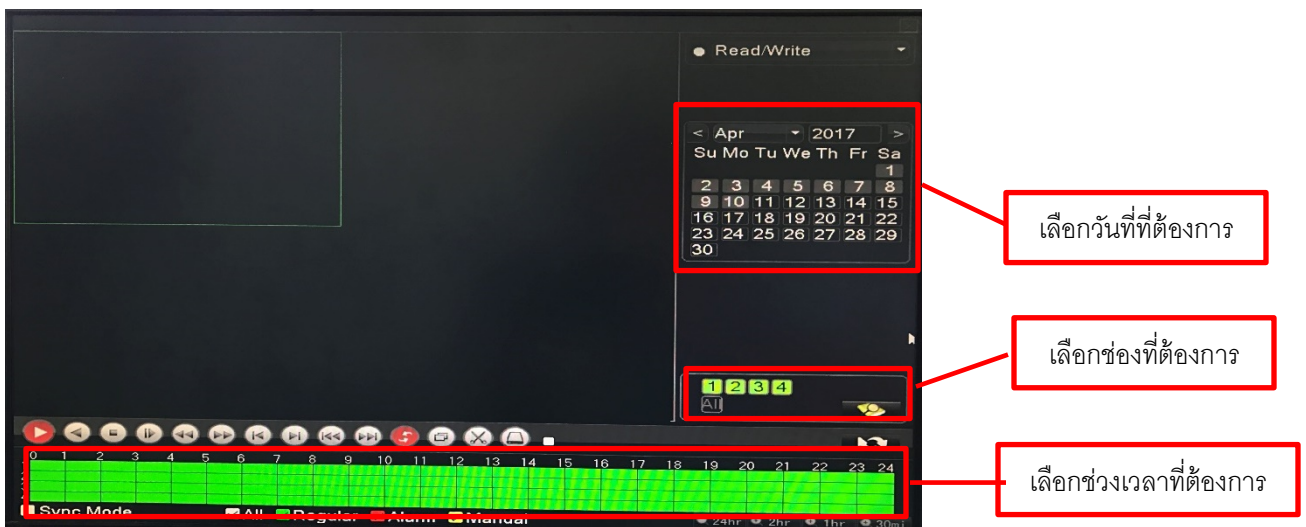 Read/Write
< Apr 2017 >
Su Mo Tu We Th Fr Sa
1
2 3 4 5 6 7 8
9 10 11 12 13 14 15
16 17 18 19 20 21 22
23 24 25 26 27 28 29
30
เลือกวันที่ที่ต้องการ
เลือกช่องที่ต้องการ
1 2 3 4
All
0 1 2 3 4 5 6 7 8 9 10 11 12 13 14 15 16 17 18 19 20 21 22 23 24
เลือกช่วงเวลาที่ต้องการ
Sync Mode All Regular Alarm Manual 24hr 2hr 1hr 30mi